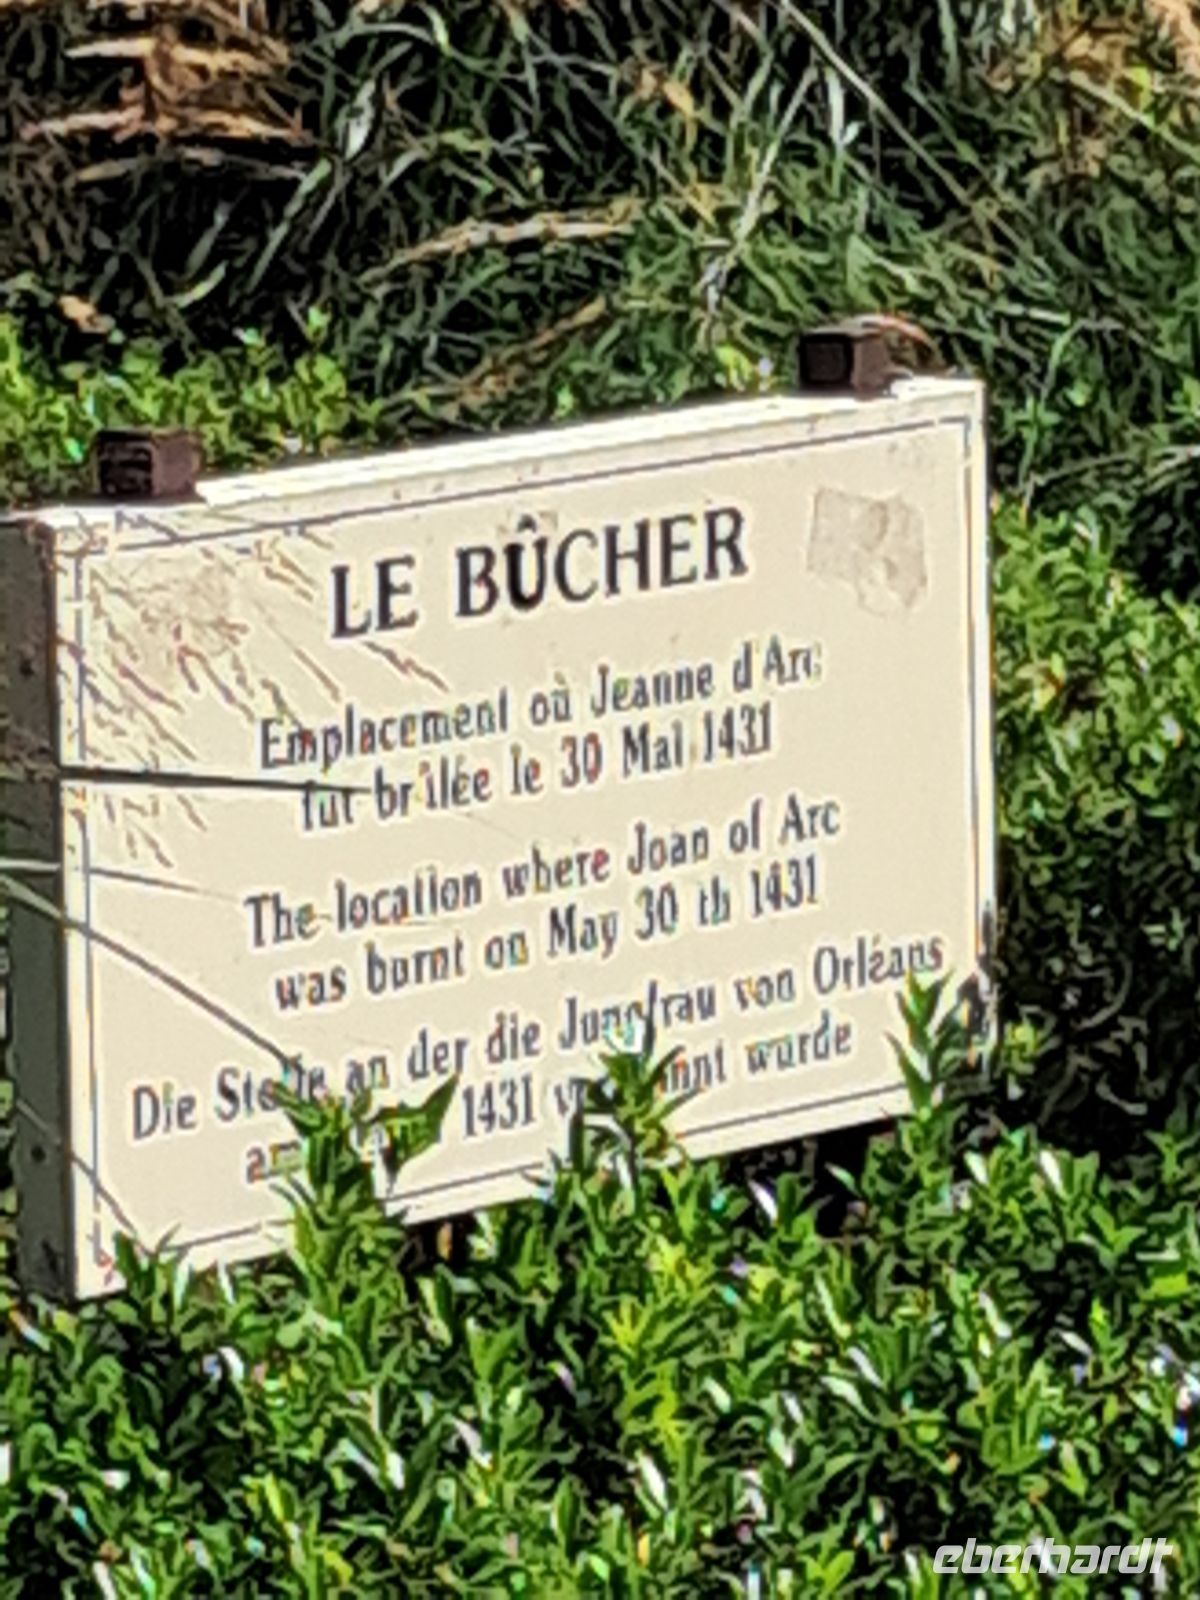 LE BÛCHER
Emplacement où Jeanne d'Arc
fut brûlée le 30 Mai 1431
The location where Joan of Arc
was burnt on May 30 th 1431
Die Stelle an der die Jungfrau von Orléans
1431 wurde
eberhardt